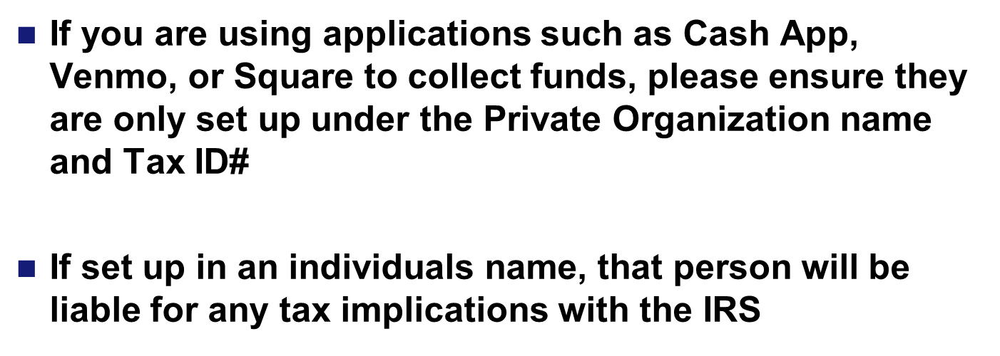 ■ If you are using applications such as Cash App,
Venmo, or Square to collect funds, please ensure they
are only set up under the Private Organization name
and Tax ID#
■ If set up in an individuals name, that person will be
liable for any tax implications with the IRS